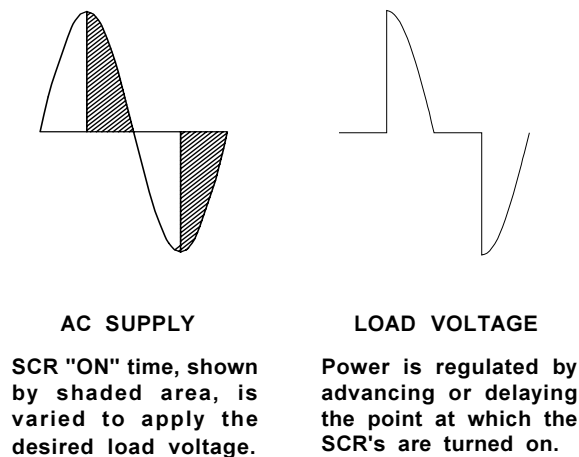 AC SUPPLY
SCR "ON" time, shown
by shaded area, is
varied to apply the
desired load voltage.
LOAD VOLTAGE
Power is regulated by
advancing or delaying
the point at which the
SCR's are turned on.